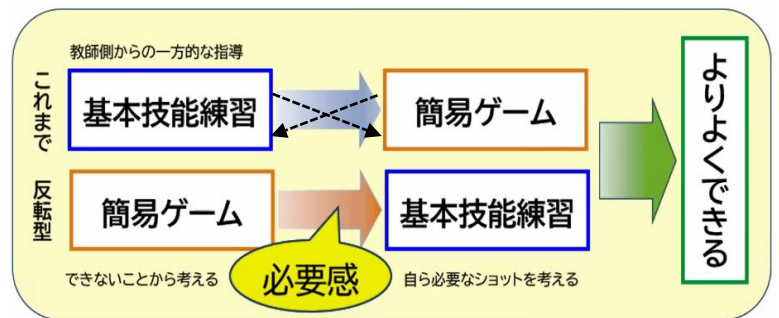 教師側からの一方的な指導
これまで
基本技能練習
簡易ゲーム
反転型
簡易ゲーム
基本技能練習
できないことから考える
必要感
自ら必要なショットを考える
よりよくできる